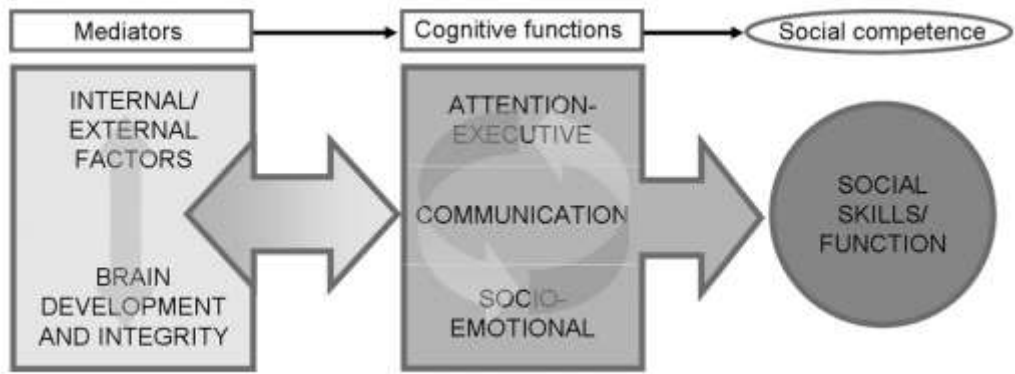 Mediators
Cognitive functions
Social competence
INTERNAL/
EXTERNAL
FACTORS
BRAIN
DEVELOPMENT
AND INTEGRITY
ATTENTION-
EXECUTIVE
COMMUNICATION
SOCIO-
EMOTIONAL
SOCIAL
SKILLS/
FUNCTION